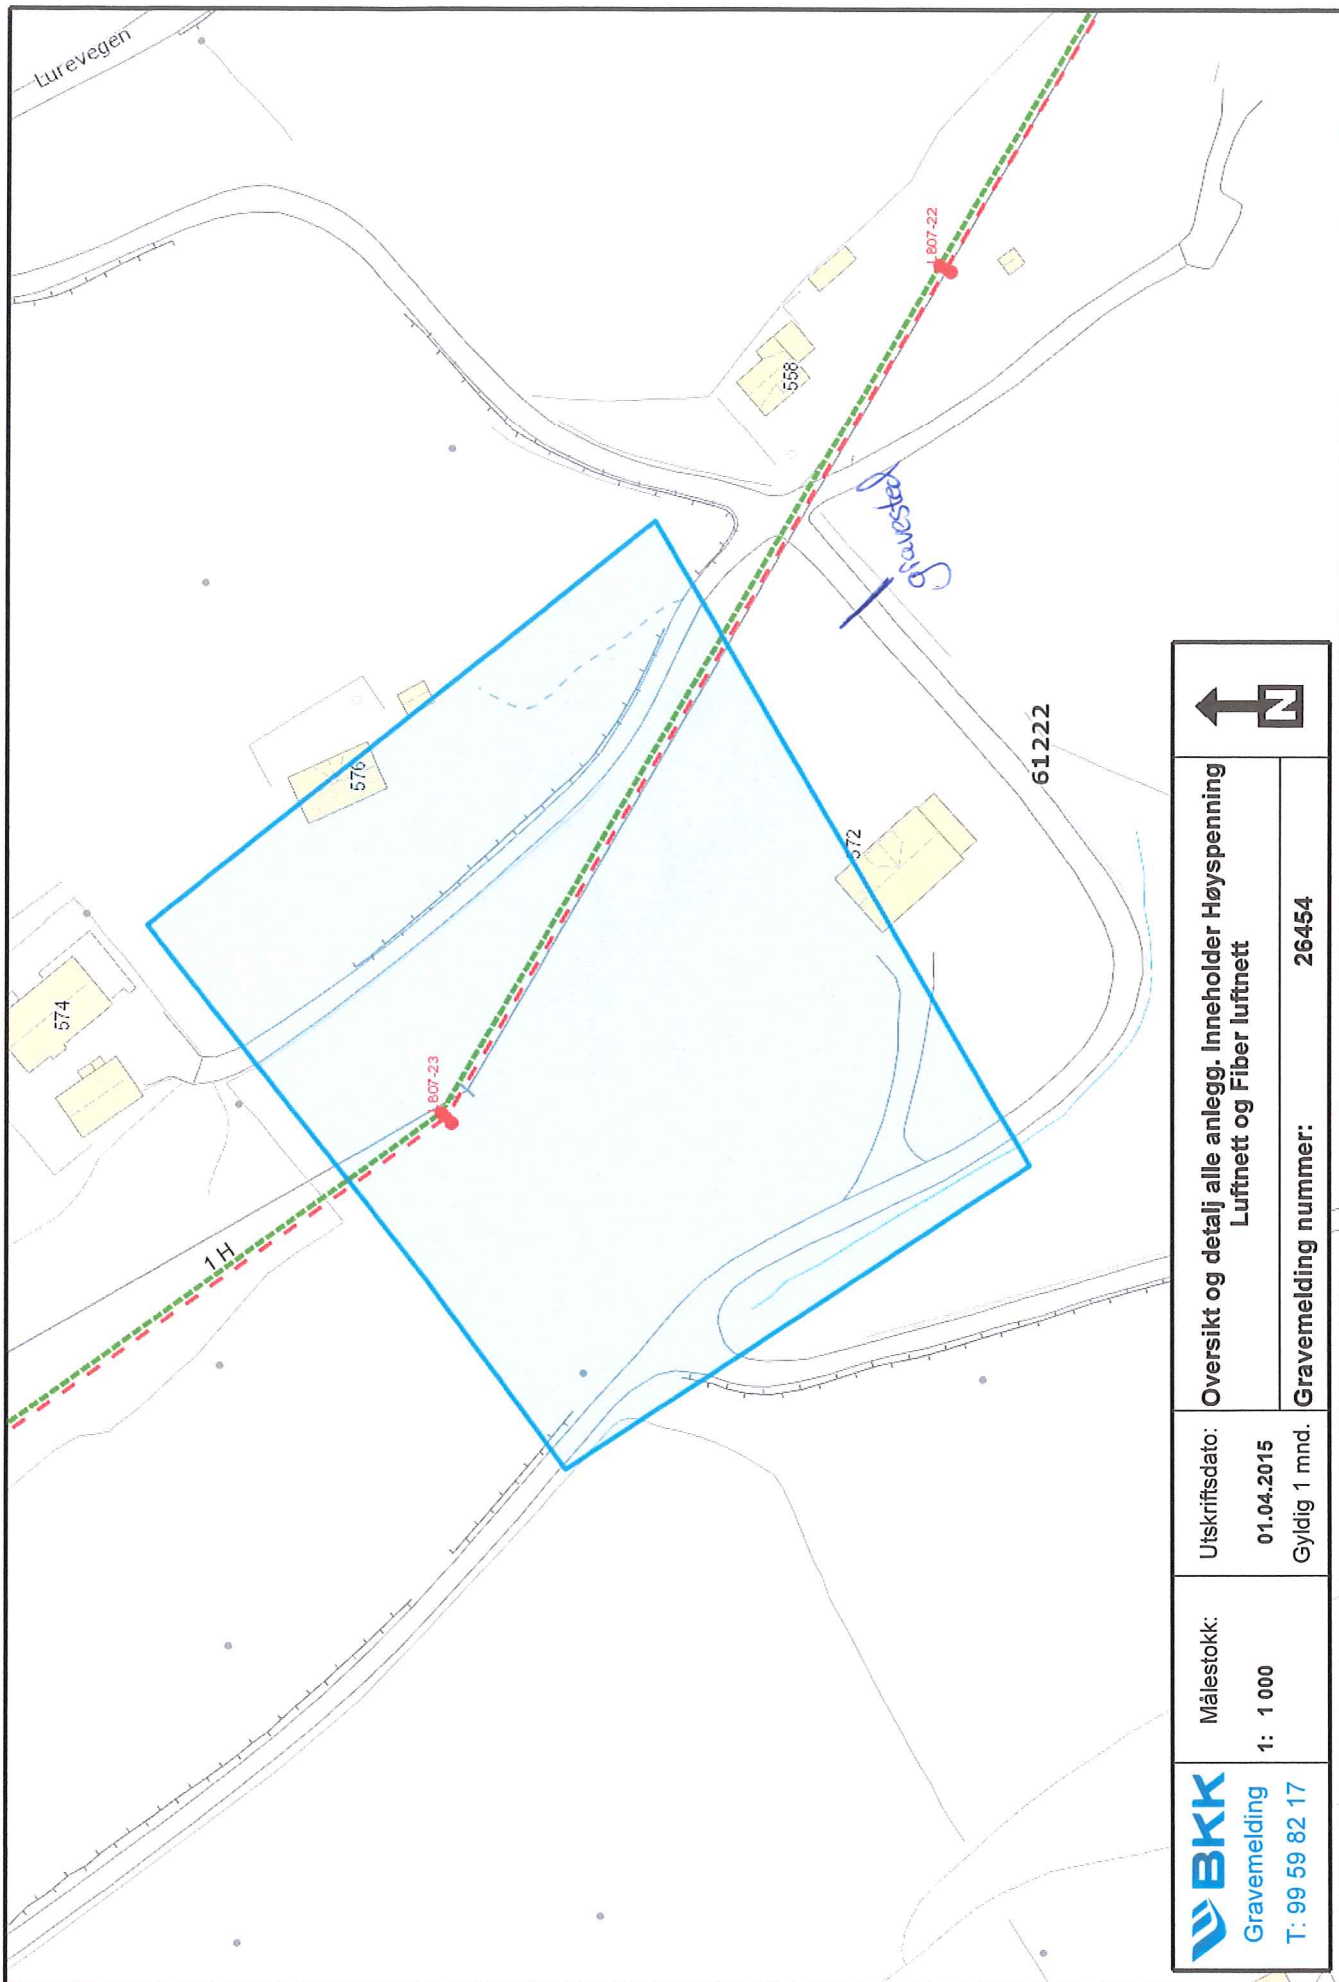 Lurevegen
574
576
558
L807-22
L807-23
1 H
gravested
572
61222
BKK
Gravemelding
T: 99 59 82 17
Målestokk:
1: 1 000
Utskriftsdato:
01.04.2015
Gyldig 1 mnd.
Oversikt og detalj alle anlegg. Inneholder Høyspenning
Luftnett og Fiber luftnett
Gravemelding nummer: 26454
N